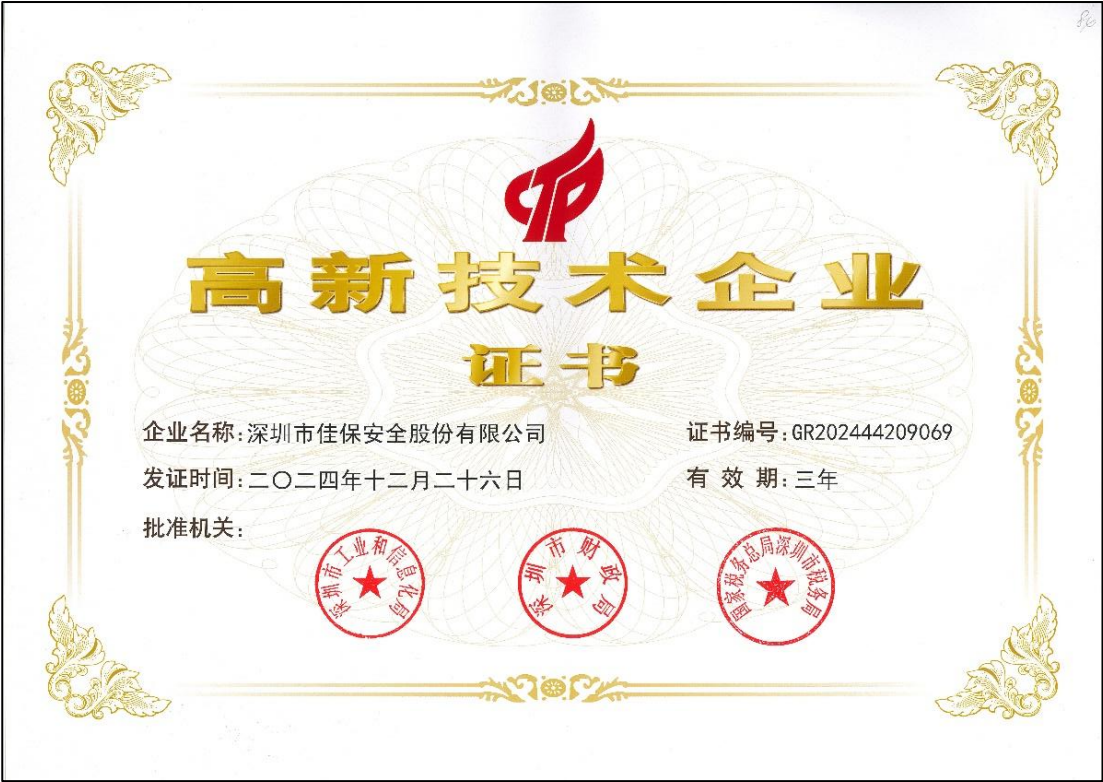 高新技术企业
证书
企业名称:深圳市佳保安全股份有限公司
证书编号:GR202444209069
发证时间:二〇二四年十二月二十六日
有 效 期:三年
批准机关:
深圳市工业和信息化局
深圳市财政局
国家税务总局深圳市税务局